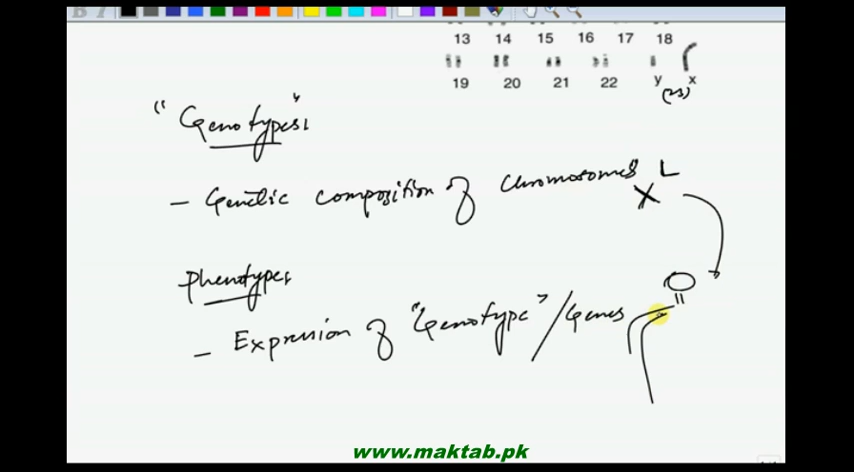 B I
13 14 15 16 17 18
19 20 21 22 y x
(23)
"Genotypes":
- Genetic composition of chromosomes L
X
Phenotypes
- Expression of "Genotype" / Genes
www.maktab.pk